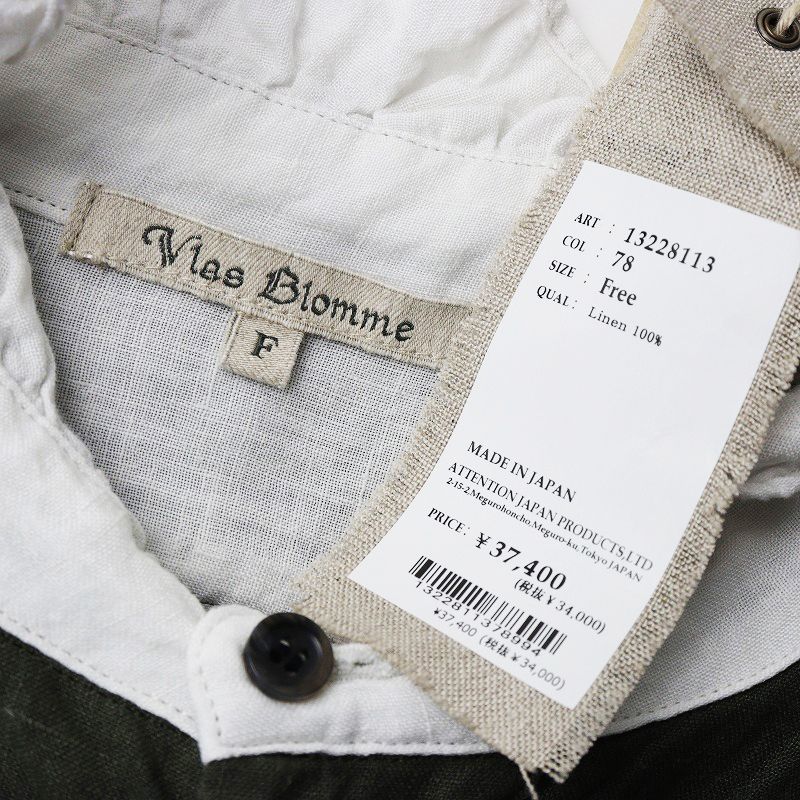 Vlas Blomme
F
ART : 13228113
COL : 78
SIZE : Free
QUAL : Linen 100%
MADE IN JAPAN
ATTENTION JAPAN PRODUCTS,LTD
2-15-2,Megurohoncho,Meguro-ku,Tokyo JAPAN
PRICE: ¥37,400
(税抜¥34,000)
1322811378994
¥37,400 (税抜¥34,000)